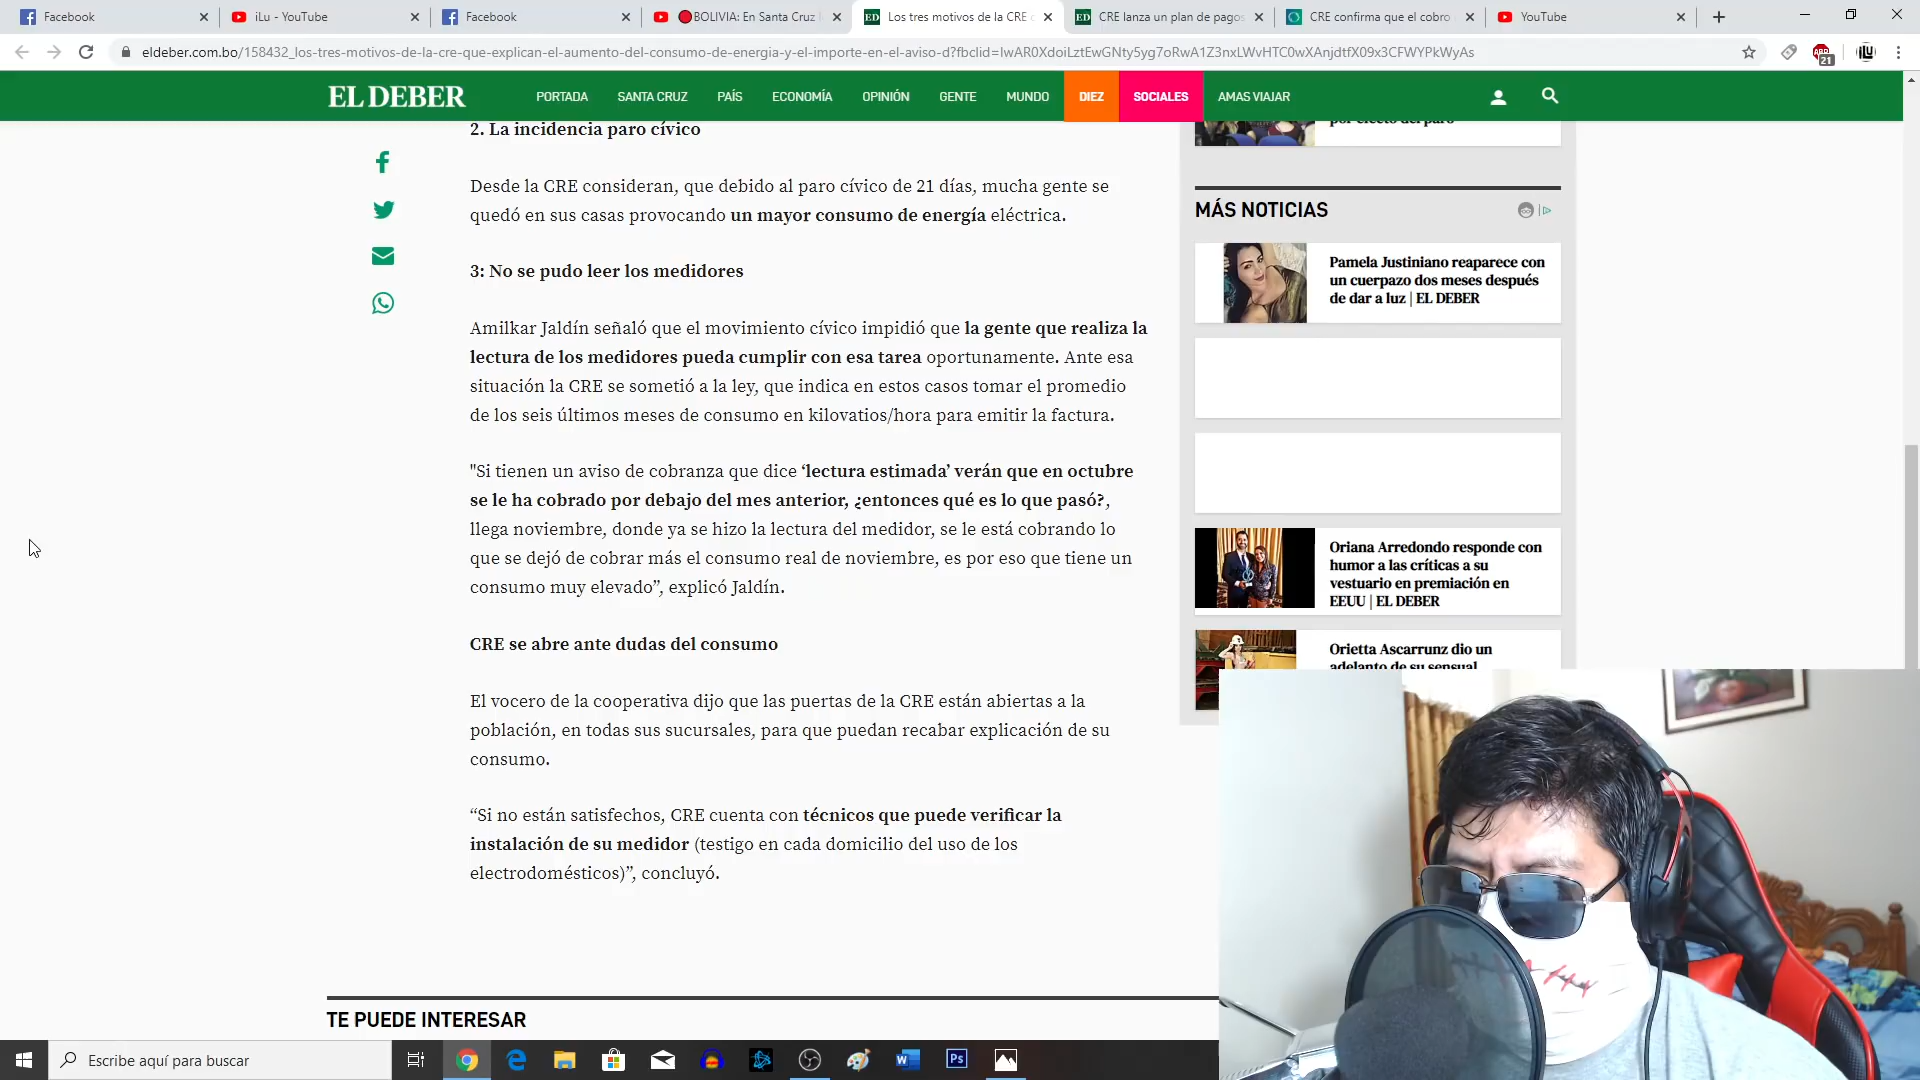 Facebook
iLu - YouTube
Facebook
BOLIVIA: En Santa Cruz
Los tres motivos de la CRE
CRE lanza un plan de pagos
CRE confirma que el cobro
YouTube
eldeber.com.bo/158432_los-tres-motivos-de-la-cre-que-explican-el-aumento-del-consumo-de-energia-y-el-importe-en-el-aviso-d?fbclid=IwAR0XdoiLztEwGNty5yg7oRwA1Z3nxLWvHTC0wXAnjdtfX09x3CFWYPkWyAs
21
EL DEBER
PORTADA
SANTA CRUZ
PAÍS
ECONOMÍA
OPINIÓN
GENTE
MUNDO
DIEZ
SOCIALES
AMAS VIAJAR
2. La incidencia paro cívico
Desde la CRE consideran, que debido al paro cívico de 21 días, mucha gente se
quedó en sus casas provocando un mayor consumo de energía eléctrica.
3: No se pudo leer los medidores
Amilkar Jaldín señaló que el movimiento cívico impidió que la gente que realiza la
lectura de los medidores pueda cumplir con esa tarea oportunamente. Ante esa
situación la CRE se sometió a la ley, que indica en estos casos tomar el promedio
de los seis últimos meses de consumo en kilovatios/hora para emitir la factura.
"Si tienen un aviso de cobranza que dice ‘lectura estimada’ verán que en octubre
se le ha cobrado por debajo del mes anterior, ¿entonces qué es lo que pasó?,
llega noviembre, donde ya se hizo la lectura del medidor, se le está cobrando lo
que se dejó de cobrar más el consumo real de noviembre, es por eso que tiene un
consumo muy elevado”, explicó Jaldín.
CRE se abre ante dudas del consumo
El vocero de la cooperativa dijo que las puertas de la CRE están abiertas a la
población, en todas sus sucursales, para que puedan recabar explicación de su
consumo.
“Si no están satisfechos, CRE cuenta con técnicos que puede verificar la
instalación de su medidor (testigo en cada domicilio del uso de los
electrodomésticos)”, concluyó.
TE PUEDE INTERESAR
por efecto del paro
MÁS NOTICIAS
Pamela Justiniano reaparece con
un cuerpazo dos meses después
de dar a luz | EL DEBER
Oriana Arredondo responde con
humor a las críticas a su
vestuario en premiación en
EEUU | EL DEBER
Orietta Ascarrunz dio un
adelanto de su sensual
Escribe aquí para buscar
Ps